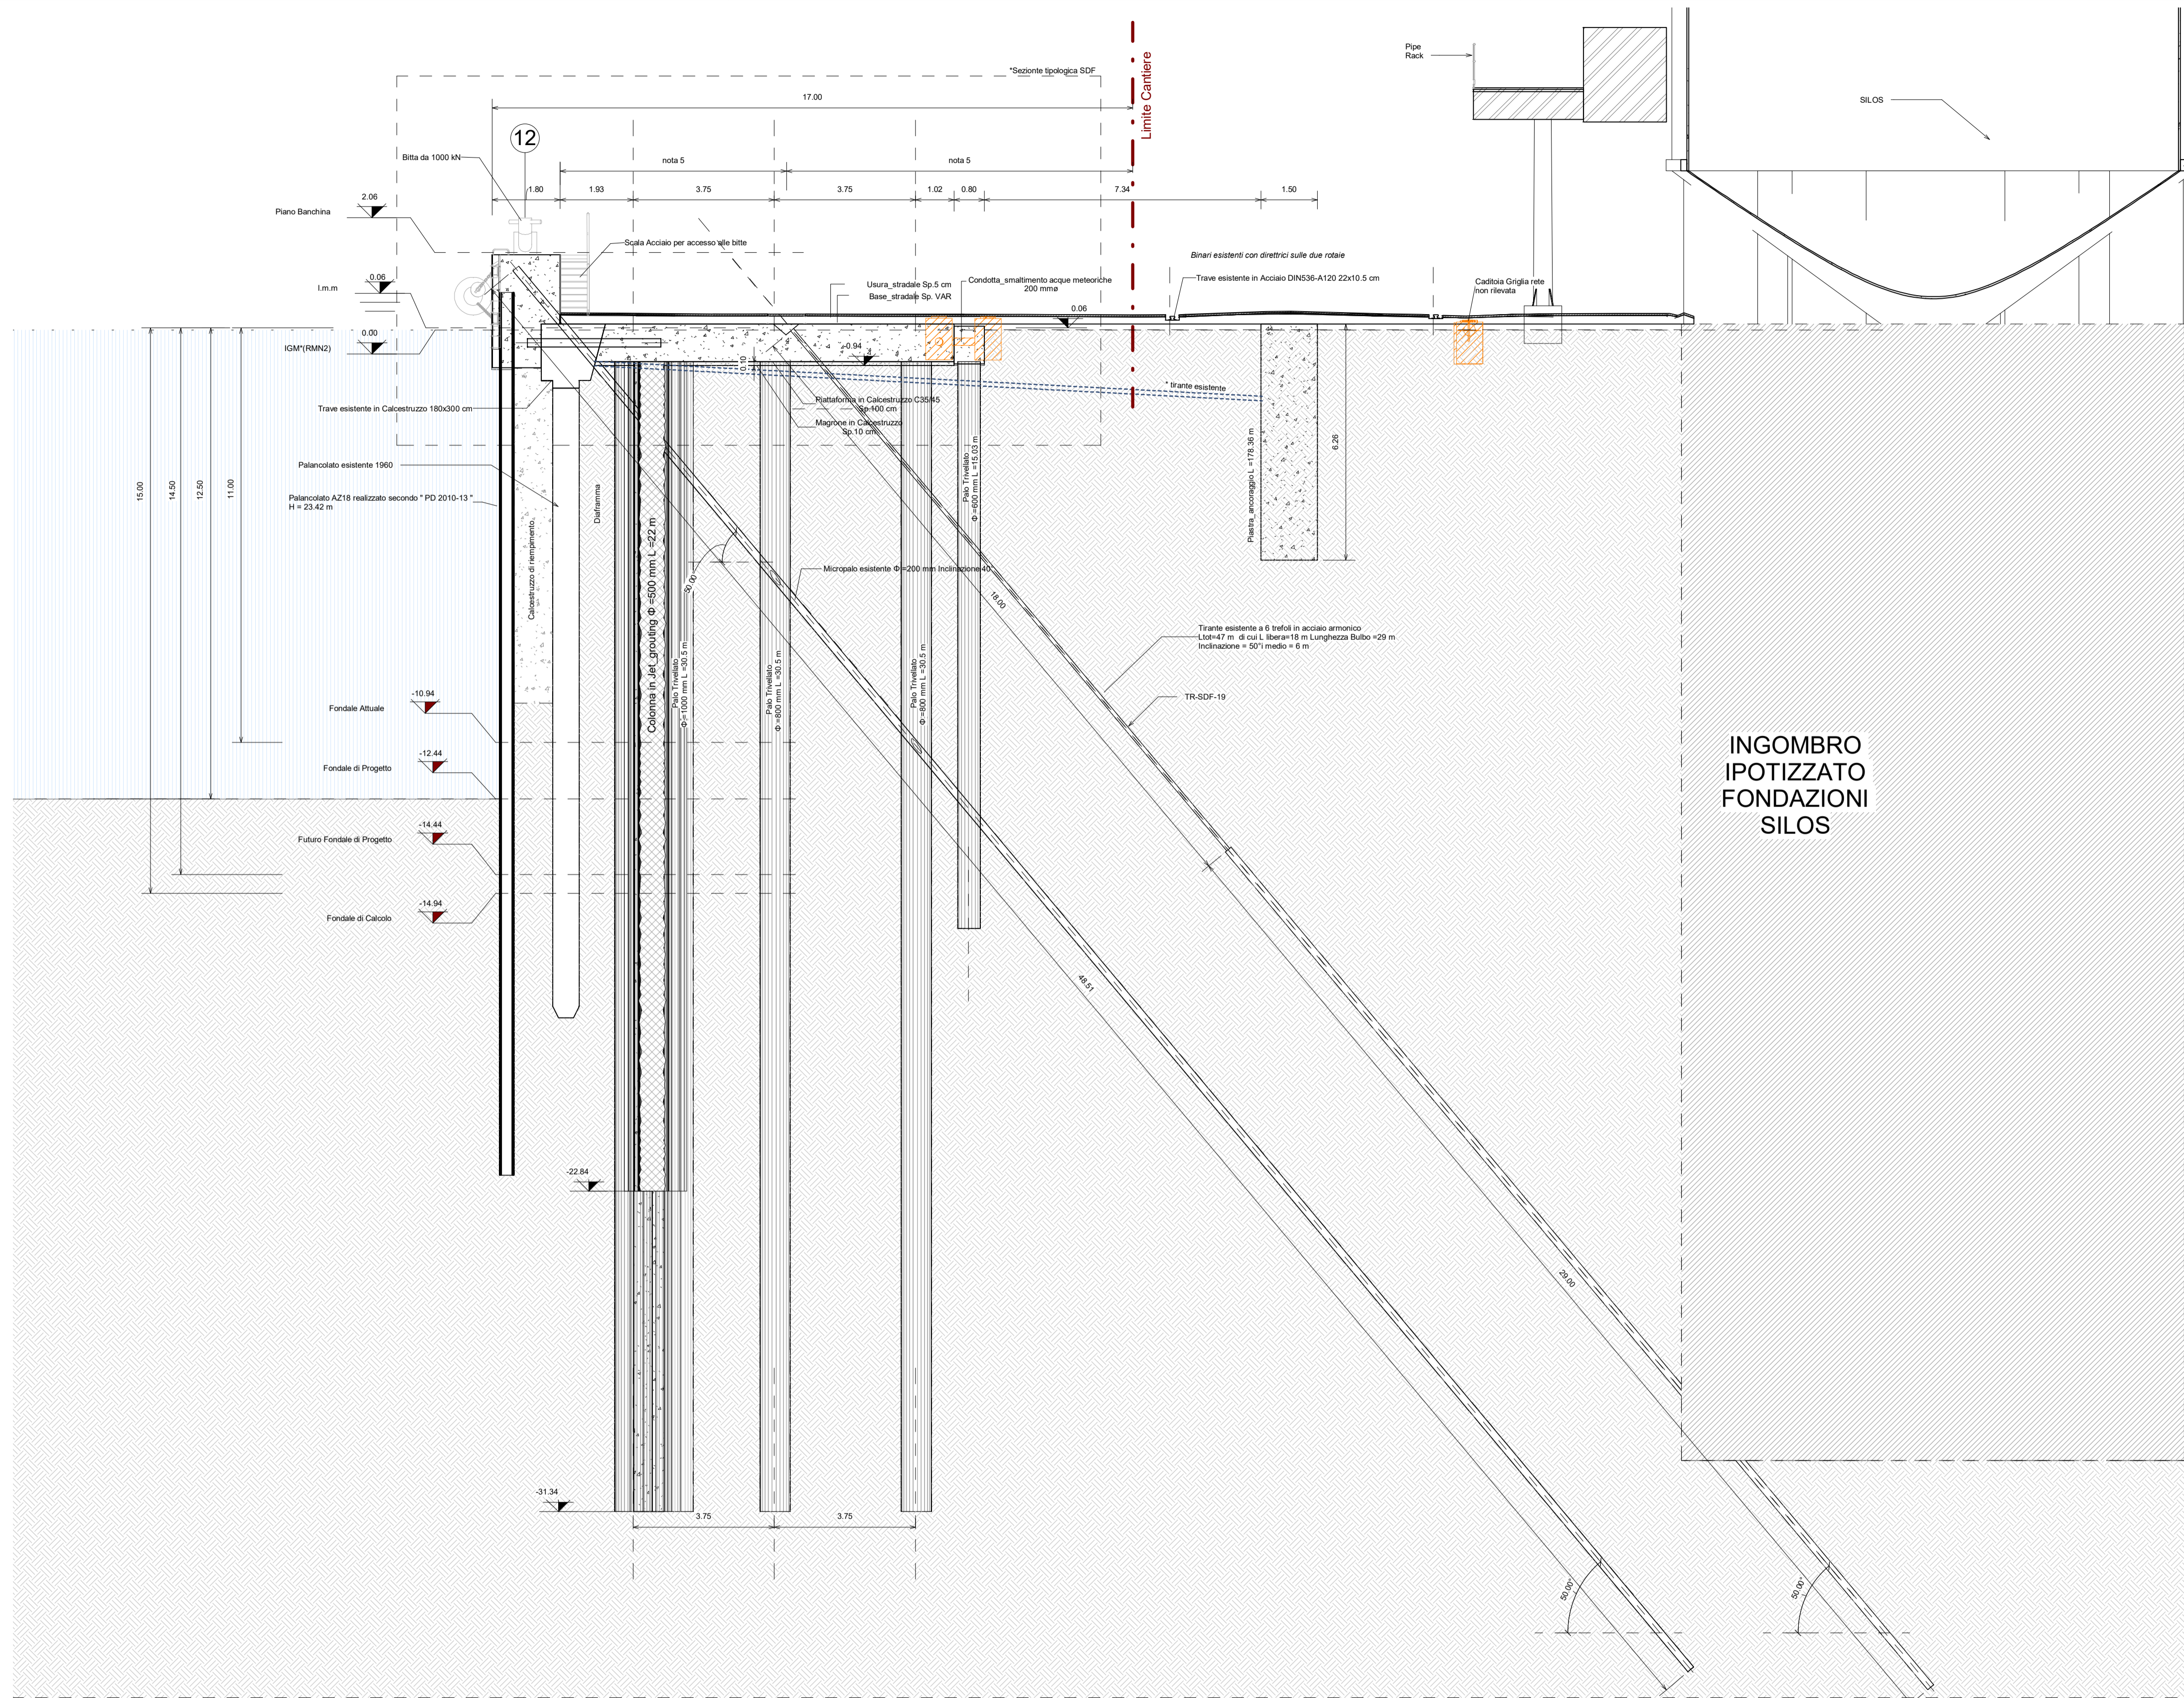 Pipe
Rack
*Sezionte tipologica SDF
Limite Cantiere
17.00
SILOS
12
Bitta da 1000 kN
nota 5
nota 5
1.80
1.93
3.75
3.75
1.02
0.80
7.34
1.50
2.06
Piano Banchina
Scala Acciaio per accesso alle bitte
Binari esistenti con direttrici sulle due rotaie
0.06
l.m.m
Usura_stradale Sp.5 cm
Base_stradale Sp. VAR
Condotta_smaltimento acque meteoriche
200 mmø
Trave esistente in Acciaio DIN536-A120 22x10.5 cm
Caditoia Griglia rete
non rilevata
0.06
0.00
IGM*(RMN2)
-0.94
0.10
* tirante esistente
Trave esistente in Calcestruzzo 180x300 cm
Piattaforma in Calcestruzzo C35/45
Sp.100 cm
Magrone in Calcestruzzo
Sp.10 cm
6.26
Piastra_ancoraggio L =178.36 m
Palo Trivellato
Φ =600 mm L =15.03 m
Palancolato esistente 1960
Palancolato AZ18 realizzato secondo " PD 2010-13 "
H = 23.42 m
15.00
14.50
12.50
11.00
Diaframma
Calcestruzzo di riempimento
Colonna in Jet_grouting Φ =500 mm L =22 m
50.00
Micropalo esistente Φ =200 mm Inclinazione 40°
18.00
Tirante esistente a 6 trefoli in acciaio armonico
Ltot=47 m di cui L libera=18 m Lunghezza Bulbo =29 m
Inclinazione = 50°i medio = 6 m
Palo Trivellato
Φ =1000 mm L =30.5 m
Palo Trivellato
Φ =800 mm L =30.5 m
Palo Trivellato
Φ =800 mm L =30.5 m
TR-SDF-19
-10.94
Fondale Attuale
-12.44
Fondale di Progetto
-14.44
Futuro Fondale di Progetto
-14.94
Fondale di Calcolo
INGOMBRO
IPOTIZZATO
FONDAZIONI
SILOS
48.51
-22.84
29.00
-31.34
3.75
3.75
50.00°
50.00°